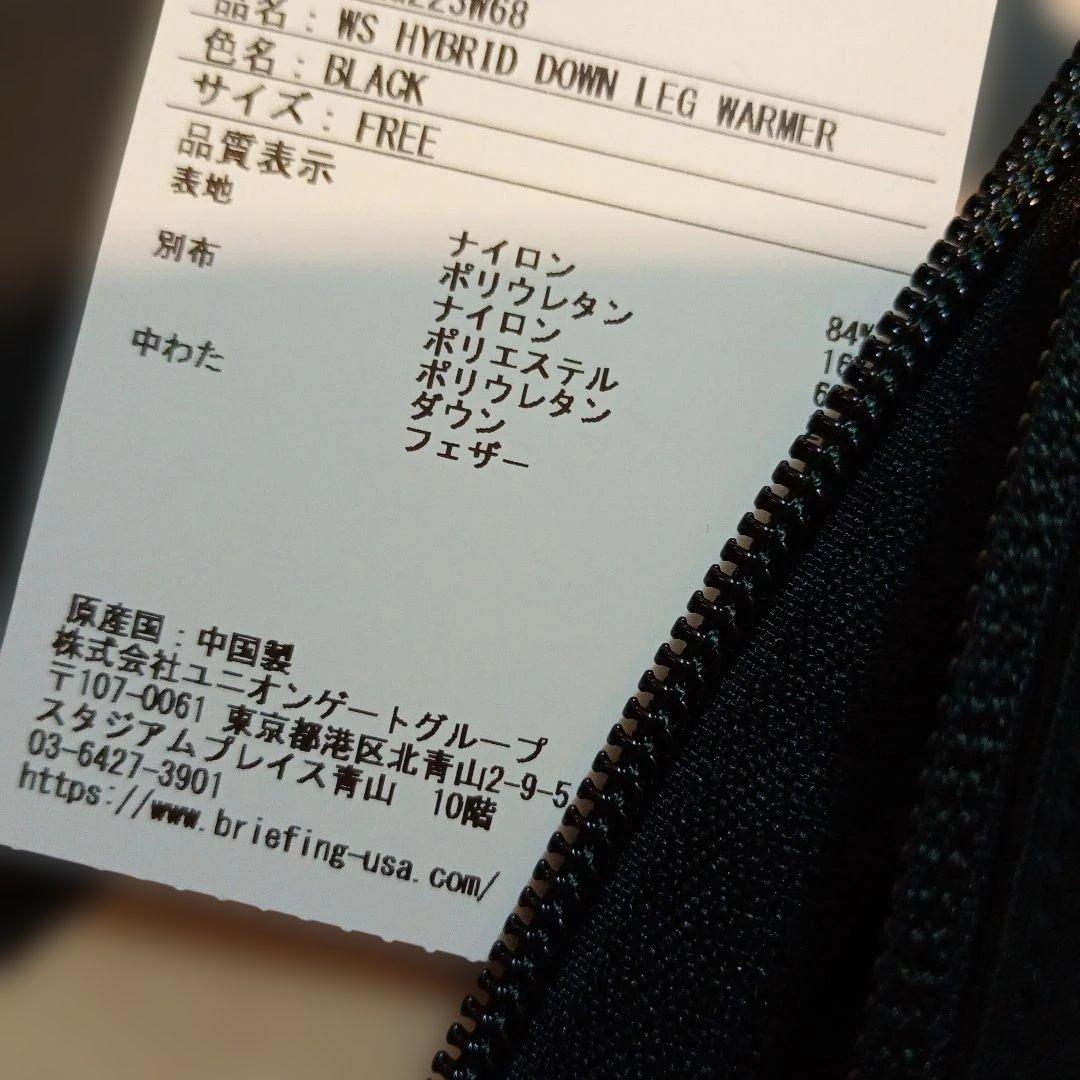 品名：WS HYBRID DOWN LEG WARMER
色名：BLACK
サイズ：FREE
品質表示
表地 ナイロン 84%
ポリウレタン
別布 ナイロン
ポリエステル
ポリウレタン
中わた ダウン
フェザー
原産国：中国製
株式会社ユニオンゲートグループ
〒107-0061 東京都港区北青山2-9-5
スタジアムプレイス青山 10階
03-6427-3901
https://www.briefing-usa.com/